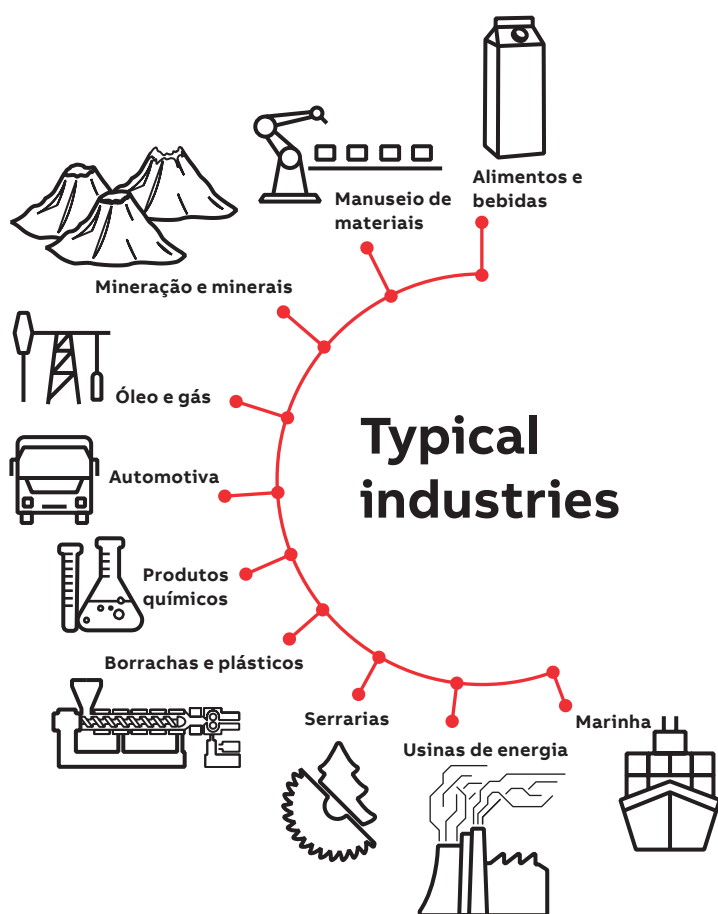 Alimentos e
bebidas
Manuseio de
materiais
Mineração e minerais
Óleo e gás
Automotiva
Produtos
químicos
Borrachas e plásticos
Serrarias
Usinas de energia
Marinha
Typical
industries